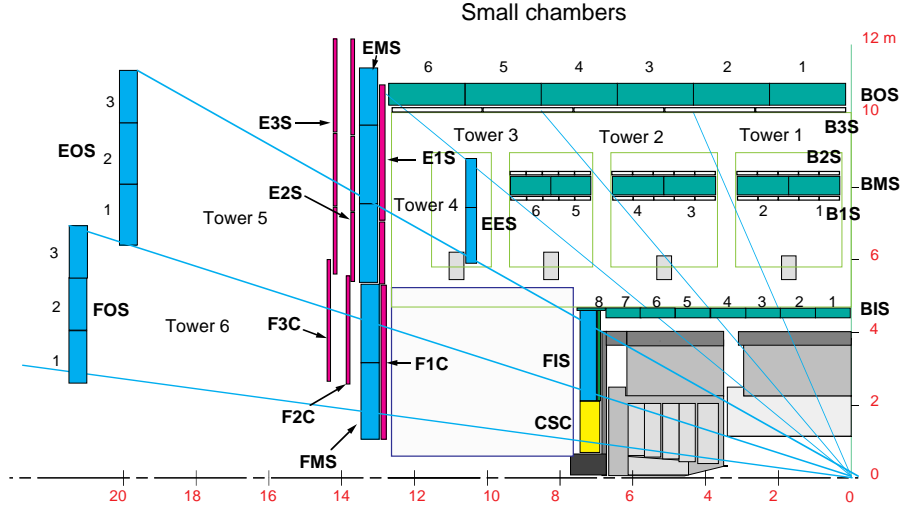 Small chambers
12 m
EMS
6 5 4 3 2 1
BOS
10
3
E3S
Tower 3
Tower 2
Tower 1
B3S
EOS
2
E1S
B2S
E2S
BMS
1
Tower 5
Tower 4
EES
6 5
4 3
2 1
B1S
8
3
6
FOS
2
8 7 6 5 4 3 2 1
BIS
Tower 6
F3C
4
1
F1C
FIS
F2C
CSC
2
FMS
0
20 16 14 12 10 8 6 4 2 0